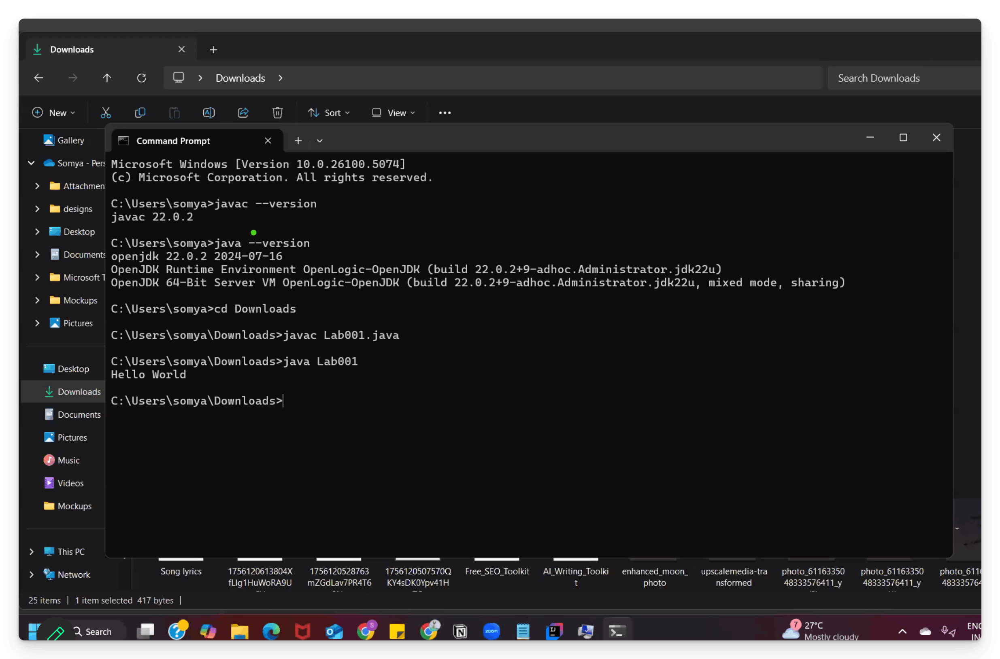 Downloads
Downloads
Search Downloads
New
Sort
View
Gallery
Somya - Pers
Attachmen
designs
Desktop
Documents
Microsoft T
Mockups
Pictures
Desktop
Downloads
Documents
Pictures
Music
Videos
Mockups
This PC
Network
Command Prompt
Microsoft Windows [Version 10.0.26100.5074]
(c) Microsoft Corporation. All rights reserved.
C:\Users\somya>javac --version
javac 22.0.2
C:\Users\somya>java --version
openjdk 22.0.2 2024-07-16
OpenJDK Runtime Environment OpenLogic-OpenJDK (build 22.0.2+9-adhoc.Administrator.jdk22u)
OpenJDK 64-Bit Server VM OpenLogic-OpenJDK (build 22.0.2+9-adhoc.Administrator.jdk22u, mixed mode, sharing)
C:\Users\somya>cd Downloads
C:\Users\somya\Downloads>javac Lab001.java
C:\Users\somya\Downloads>java Lab001
Hello World
C:\Users\somya\Downloads>
Song lyrics
1756120613804X
fLIg1HuWoRA9U
1756120528763
mZGdLav7PR4T6
1756120507570Q
KY4sDK0Ypv41H
Free_SEO_Toolkit
AI_Writing_Toolki
t
enhanced_moon_
photo
upscalemedia-tra
nsformed
photo_61163350
48333576411_y
photo_61163350
48333576411_y
photo_611
48333576
25 items
1 item selected 417 bytes
Search
S
Y
zoom
IJ
7
27°C
Mostly cloudy
ENG
IN